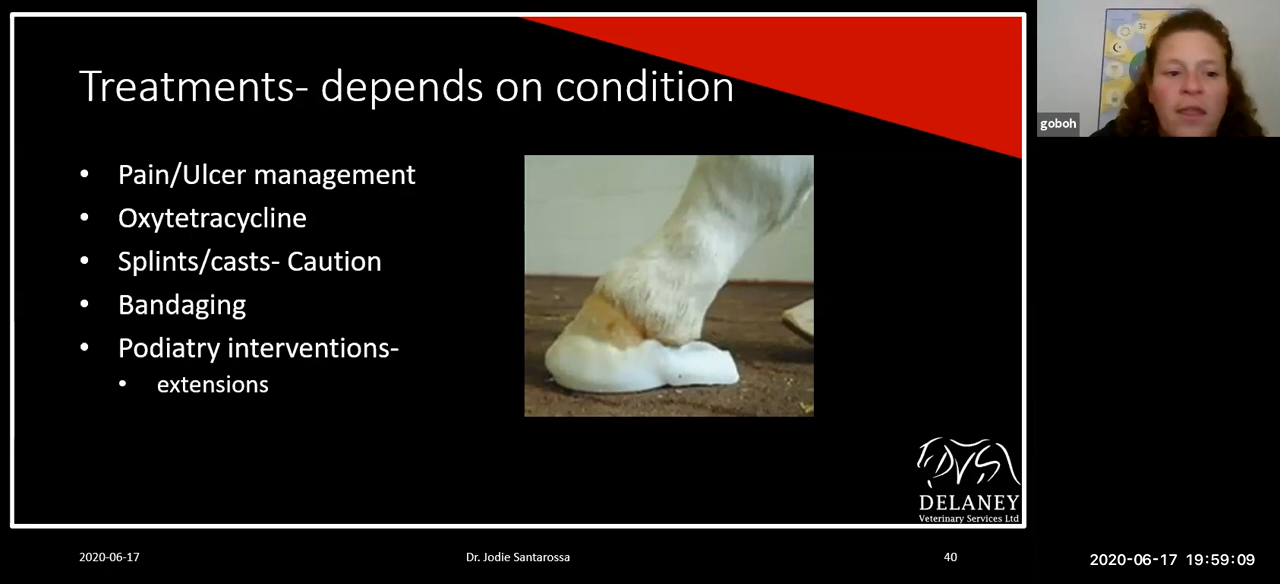 Treatments- depends on condition
• Pain/Ulcer management
• Oxytetracycline
• Splints/casts- Caution
• Bandaging
• Podiatry interventions-
• extensions
DVS
DELANEY
Veterinary Services Ltd
2020-06-17
Dr. Jodie Santarossa
40
goboh
2020-06-17 19:59:09